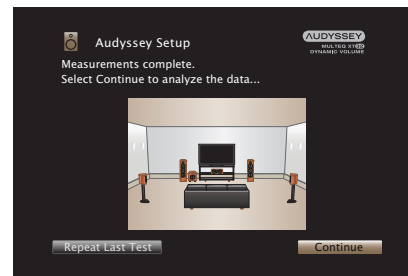 Audyssey Setup
AUDYSSEY
MULTEQ XT32
DYNAMIC VOLUME
Measurements complete.
Select Continue to analyze the data...
Repeat Last Test
Continue